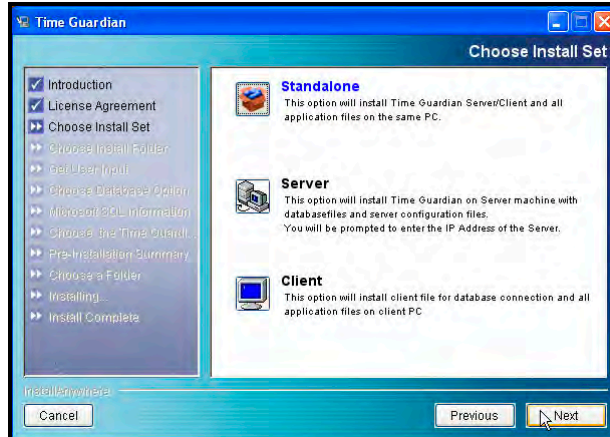 Time Guardian
Choose Install Set
Introduction
License Agreement
Choose Install Set
Choose Install Folder
Get User Input
Choose Database Option
Microsoft SQL Information
Choose the Time Guardi...
Pre-Installation Summary
Choose a Folder
Installing...
Install Complete
Standalone
This option will install Time Guardian Server/Client and all
application files on the same PC.
Server
This option will install Time Guardian on Server machine with
databasefiles and server configuration files.
You will be prompted to enter the IP Address of the Server.
Client
This option will install client file for database connection and all
application files on client PC
InstallAnywhere
Cancel
Previous
Next